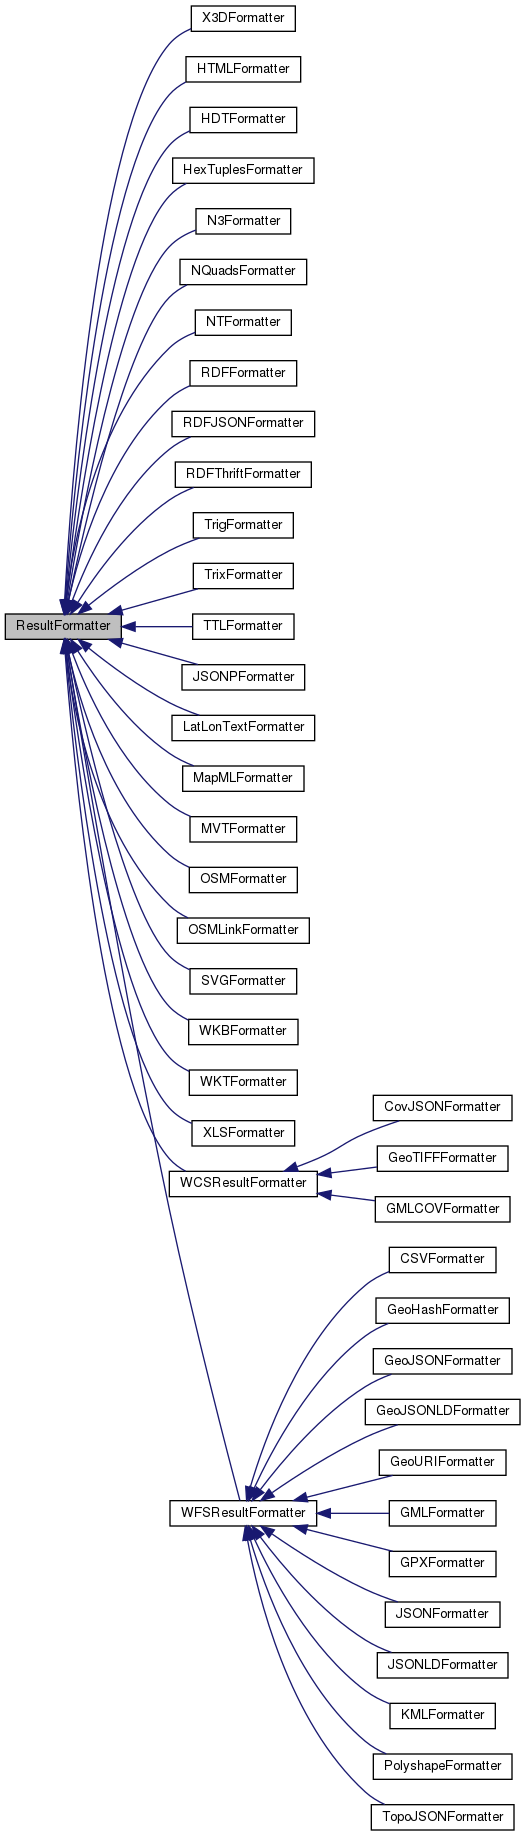 X3DFormatter
HTMLFormatter
HDTFormatter
HexTuplesFormatter
N3Formatter
NQuadsFormatter
NTFormatter
RDFFormatter
RDFJSONFormatter
RDFThriftFormatter
TrigFormatter
TrixFormatter
ResultFormatter
TTLFormatter
JSONPFormatter
LatLonTextFormatter
MapMLFormatter
MVTFormatter
OSMFormatter
OSMLinkFormatter
SVGFormatter
WKBFormatter
WKTFormatter
XLSFormatter
WCSResultFormatter
CovJSONFormatter
GeoTIFFFormatter
GMLCOVFormatter
WFSResultFormatter
CSVFormatter
GeoHashFormatter
GeoJSONFormatter
GeoJSONLDFormatter
GeoURIFormatter
GMLFormatter
GPXFormatter
JSONFormatter
JSONLDFormatter
KMLFormatter
PolyshapeFormatter
TopoJSONFormatter